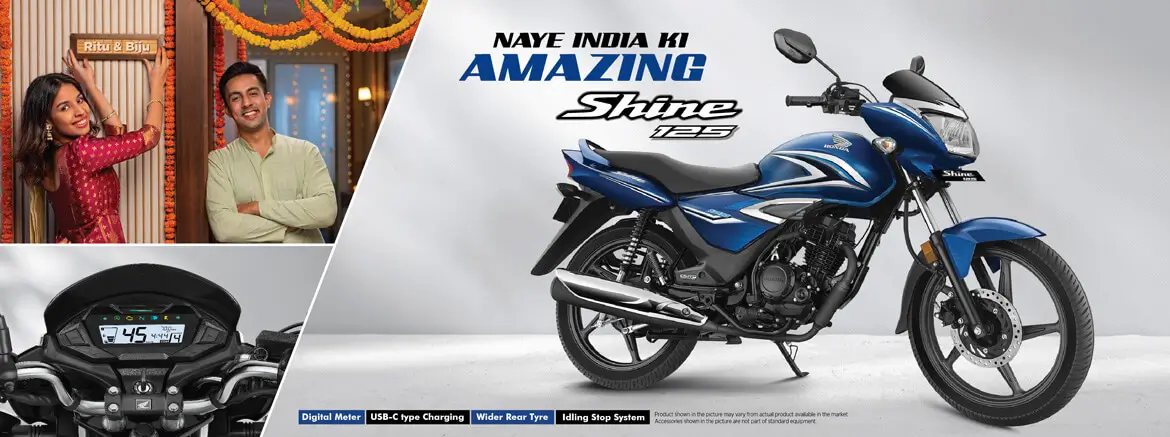 Ritu & Biju
NAYE INDIA KI
AMAZING
Shine
125
HONDA
Shine
45
4:44
Digital Meter
USB-C type Charging
Wider Rear Tyre
Idling Stop System
Product shown in the picture may vary from actual product available in the market
Accessories shown in the picture are not part of standard equipment.